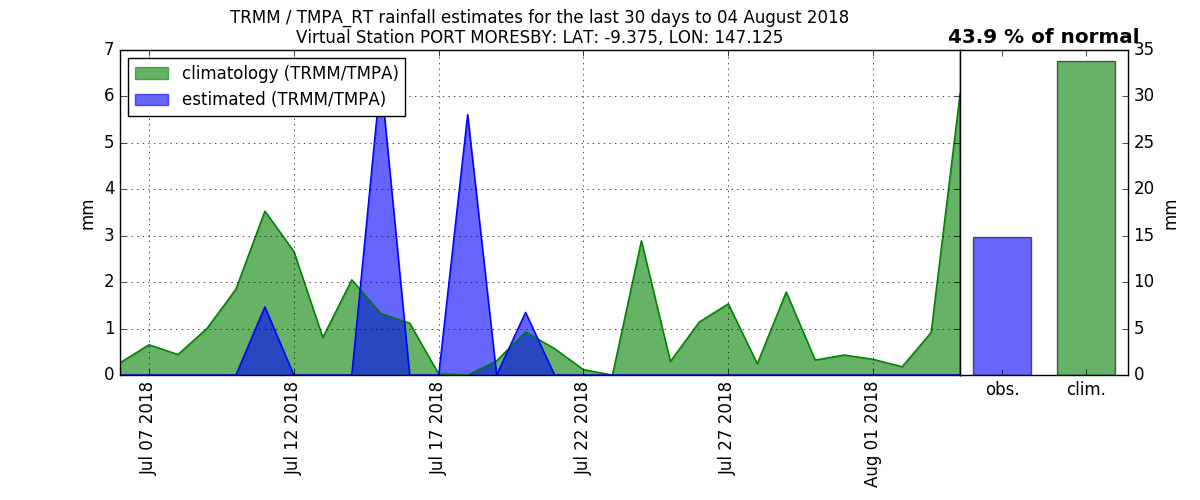 TRMM / TMPA_RT rainfall estimates for the last 30 days to 04 August 2018
Virtual Station PORT MORESBY: LAT: -9.375, LON: 147.125
43.9 % of normal
climatology (TRMM/TMPA)
estimated (TRMM/TMPA)
7
6
5
4
3
2
1
0
mm
Jul 07 2018
Jul 12 2018
Jul 17 2018
Jul 22 2018
Jul 27 2018
Aug 01 2018
obs.
clim.
35
30
25
20
15
10
5
0
mm